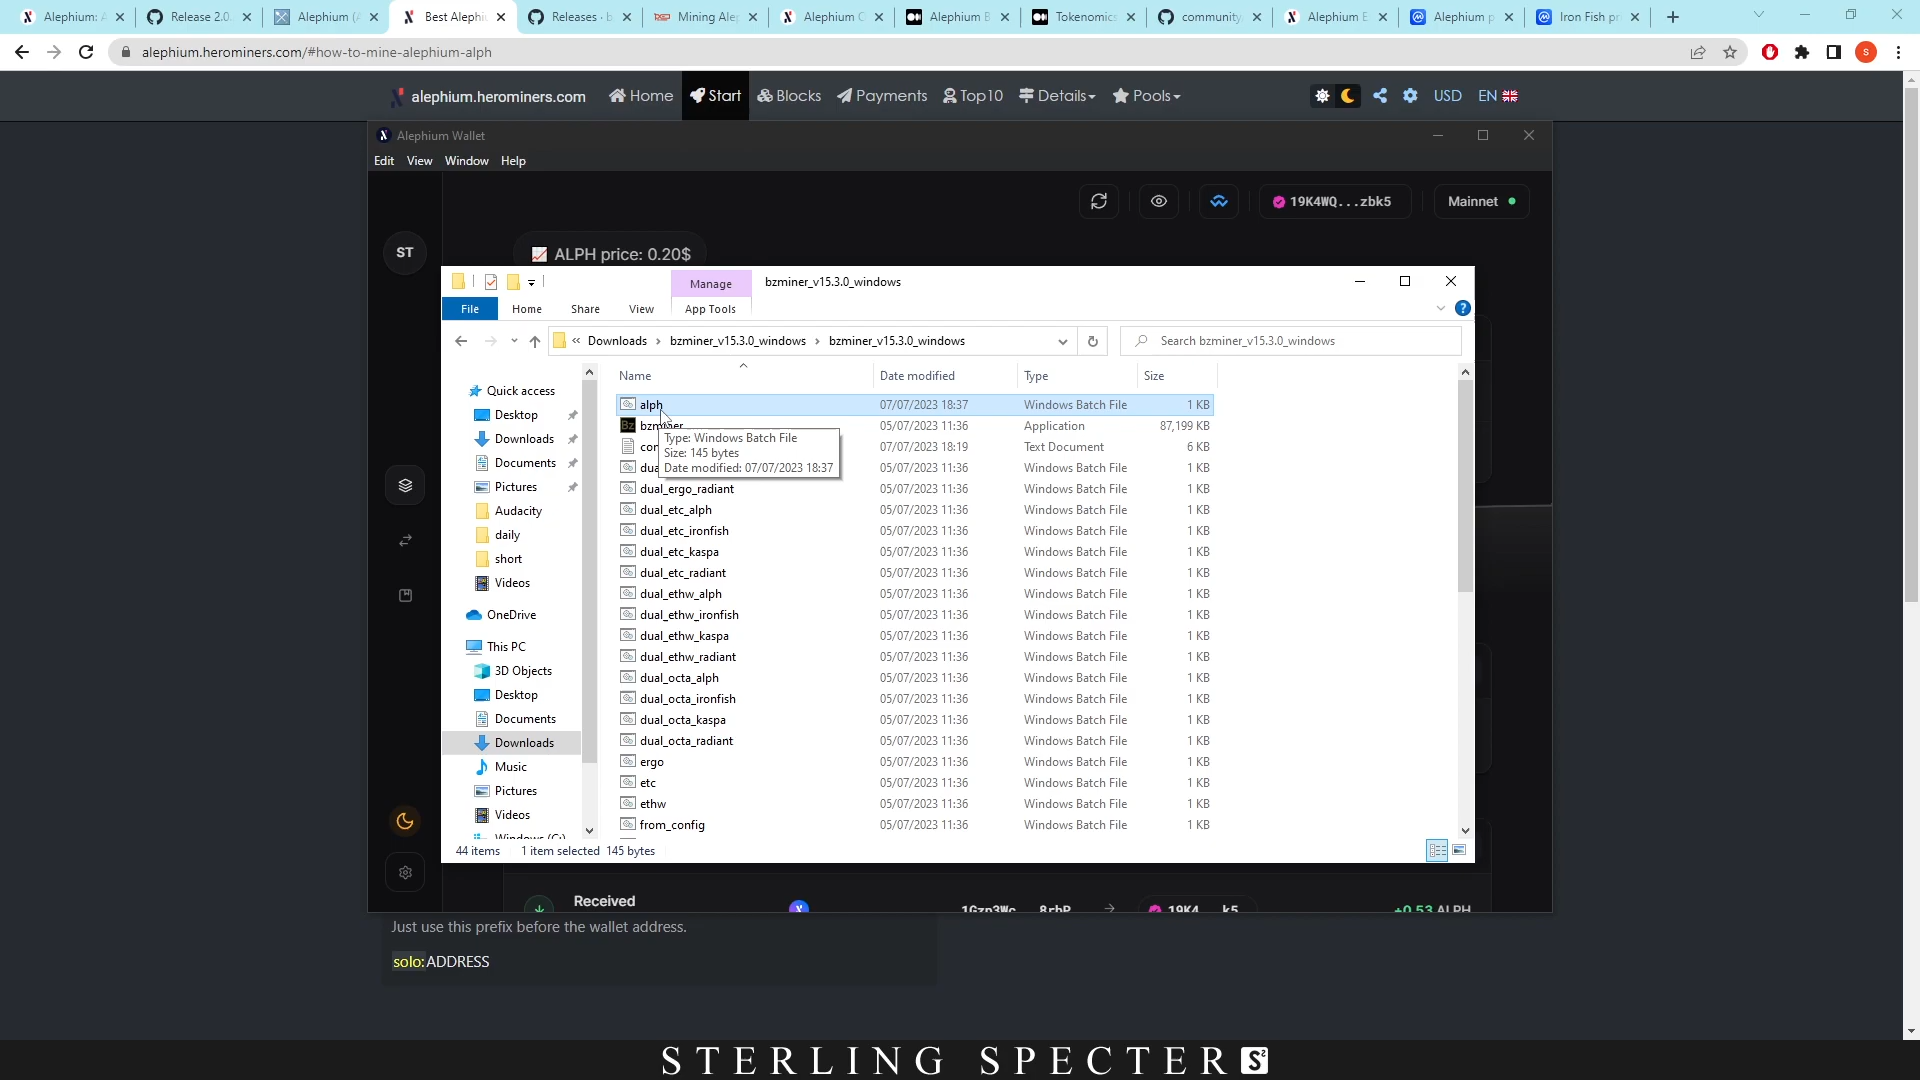 Alephium: A
Release 2.0.
Alephium (A
Best Alephiu
Releases · b
Mining Alep
Alephium C
Alephium B
Tokenomics
community
Alephium E
Alephium p
Iron Fish pri
alephium.herominers.com/#how-to-mine-alephium-alph
S
alephium.herominers.com
Home
Start
Blocks
Payments
Top10
Details
Pools
USD
EN
Alephium Wallet
Edit
View
Window
Help
19K4WQ...zbk5
Mainnet
ST
ALPH price: 0.20$
Manage
bzminer_v15.3.0_windows
File
Home
Share
View
App Tools
« Downloads › bzminer_v15.3.0_windows › bzminer_v15.3.0_windows
Search bzminer_v15.3.0_windows
Name
Date modified
Type
Size
Quick access
Desktop
Downloads
Documents
Pictures
Audacity
daily
short
Videos
OneDrive
This PC
3D Objects
Desktop
Documents
Downloads
Music
Pictures
Videos
Windows (C:)
alph 07/07/2023 18:37 Windows Batch File 1 KB
Bz bzminer 05/07/2023 11:36 Application 87,199 KB
con 07/07/2023 18:19 Text Document 6 KB
dua 05/07/2023 11:36 Windows Batch File 1 KB
Type: Windows Batch File
Size: 145 bytes
Date modified: 07/07/2023 18:37
dual_ergo_radiant 05/07/2023 11:36 Windows Batch File 1 KB
dual_etc_alph 05/07/2023 11:36 Windows Batch File 1 KB
dual_etc_ironfish 05/07/2023 11:36 Windows Batch File 1 KB
dual_etc_kaspa 05/07/2023 11:36 Windows Batch File 1 KB
dual_etc_radiant 05/07/2023 11:36 Windows Batch File 1 KB
dual_ethw_alph 05/07/2023 11:36 Windows Batch File 1 KB
dual_ethw_ironfish 05/07/2023 11:36 Windows Batch File 1 KB
dual_ethw_kaspa 05/07/2023 11:36 Windows Batch File 1 KB
dual_ethw_radiant 05/07/2023 11:36 Windows Batch File 1 KB
dual_octa_alph 05/07/2023 11:36 Windows Batch File 1 KB
dual_octa_ironfish 05/07/2023 11:36 Windows Batch File 1 KB
dual_octa_kaspa 05/07/2023 11:36 Windows Batch File 1 KB
dual_octa_radiant 05/07/2023 11:36 Windows Batch File 1 KB
ergo 05/07/2023 11:36 Windows Batch File 1 KB
etc 05/07/2023 11:36 Windows Batch File 1 KB
ethw 05/07/2023 11:36 Windows Batch File 1 KB
from_config 05/07/2023 11:36 Windows Batch File 1 KB
44 items
1 item selected 145 bytes
Received
1Gzn3Wc...8rhP
19K4...k5
+0.53 ALPH
Just use this prefix before the wallet address.
solo:ADDRESS
STERLING SPECTER S²